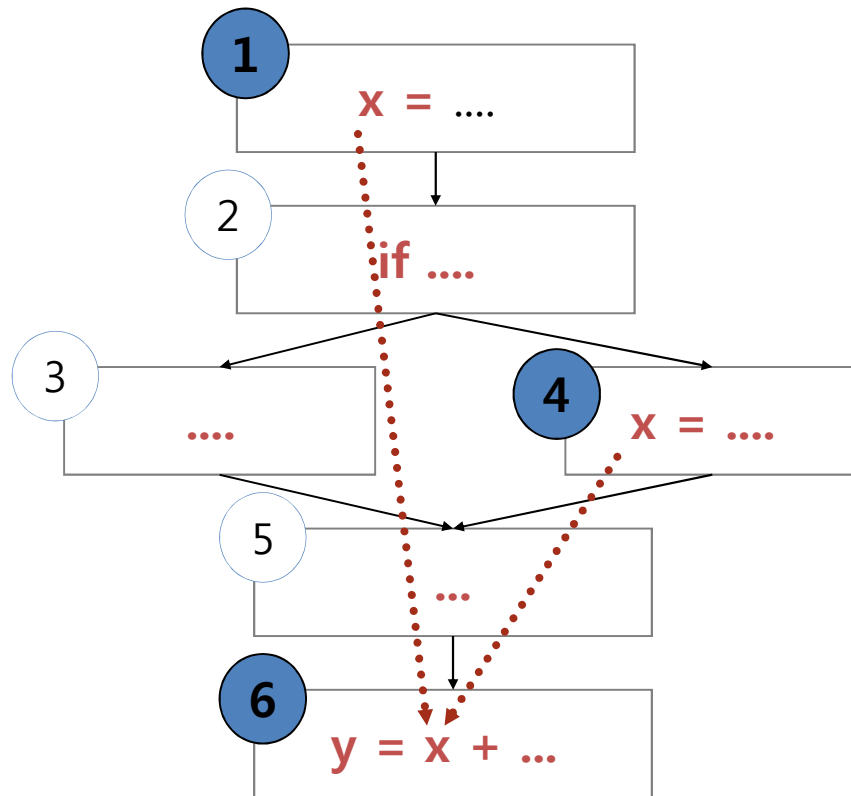 1
x = ....
2
if ....
3
....
4
x = ....
5
...
6
y = x + ...